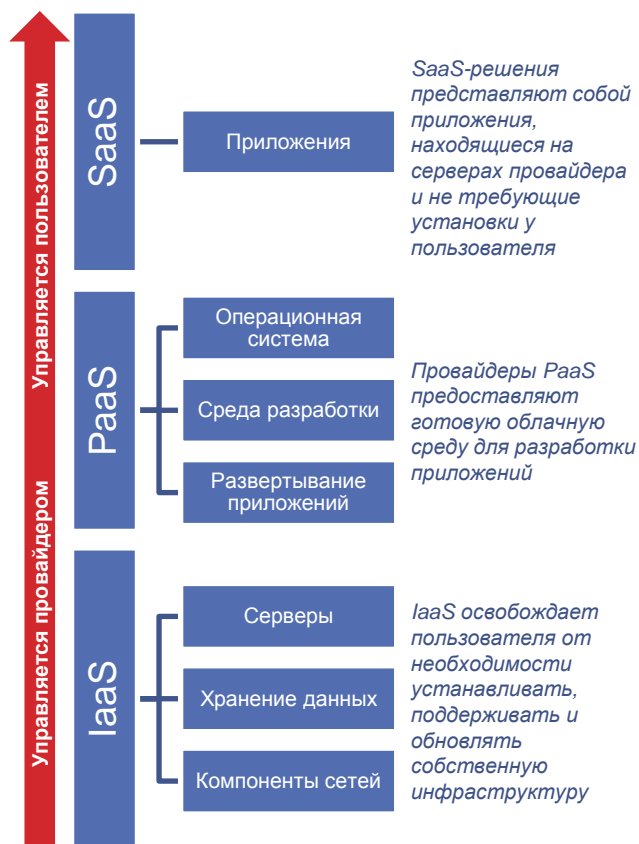 Управляется пользователем
Управляется провайдером
SaaS
Приложения
SaaS-решения
представляют собой
приложения,
находящиеся на
серверах провайдера
и не требующие
установки у
пользователя
PaaS
Операционная
система
Среда разработки
Развертывание
приложений
Провайдеры PaaS
предоставляют
готовую облачную
среду для разработки
приложений
IaaS
Серверы
Хранение данных
Компоненты сетей
IaaS освобождает
пользователя от
необходимости
устанавливать,
поддерживать и
обновлять
собственную
инфраструктуру